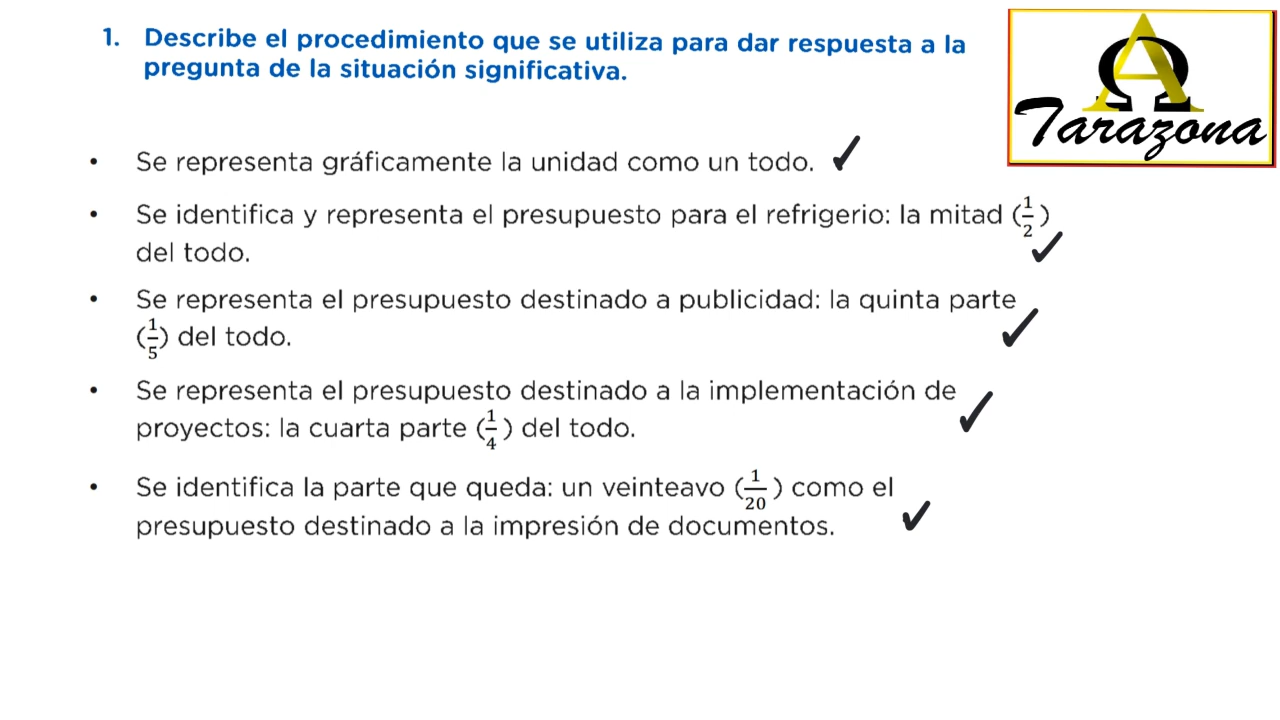 1. Describe el procedimiento que se utiliza para dar respuesta a la
pregunta de la situación significativa.
AΩ
Tarazona
• Se representa gráficamente la unidad como un todo. ✓
• Se identifica y representa el presupuesto para el refrigerio: la mitad (1/2)
del todo. ✓
• Se representa el presupuesto destinado a publicidad: la quinta parte
(1/5) del todo. ✓
• Se representa el presupuesto destinado a la implementación de
proyectos: la cuarta parte (1/4) del todo. ✓
• Se identifica la parte que queda: un veinteavo (1/20) como el
presupuesto destinado a la impresión de documentos. ✓